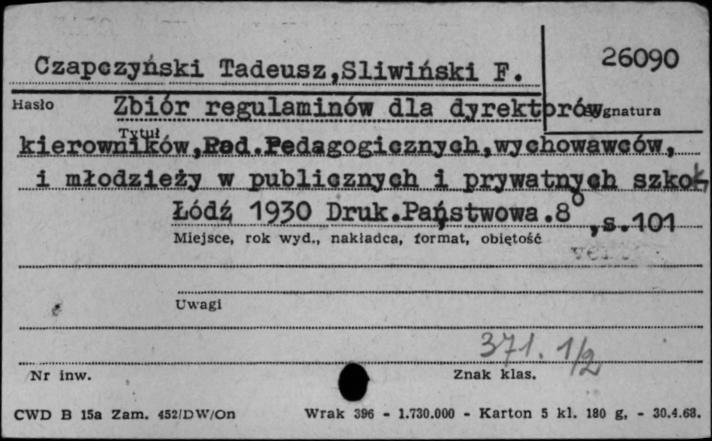 Czapczyński Tadeusz,Sliwiński F.
26090
Hasło
Zbiór regulaminów dla dyrektorów
Sygnatura
Tytuł
kierowników,Rad.Pedagogicznych,wychowawców,
i młodzieży w publicznych i prywatnych szkoł
Łódź 1930 Druk.Państwowa.8° ,s.101
Miejsce, rok wyd., nakładca, format, objętość
Uwagi
371.1/2
Nr inw.
Znak klas.
CWD B 15a Zam. 452/DW/On
Wrak 396 - 1.730.000 - Karton 5 kl. 180 g. - 30.4.68.